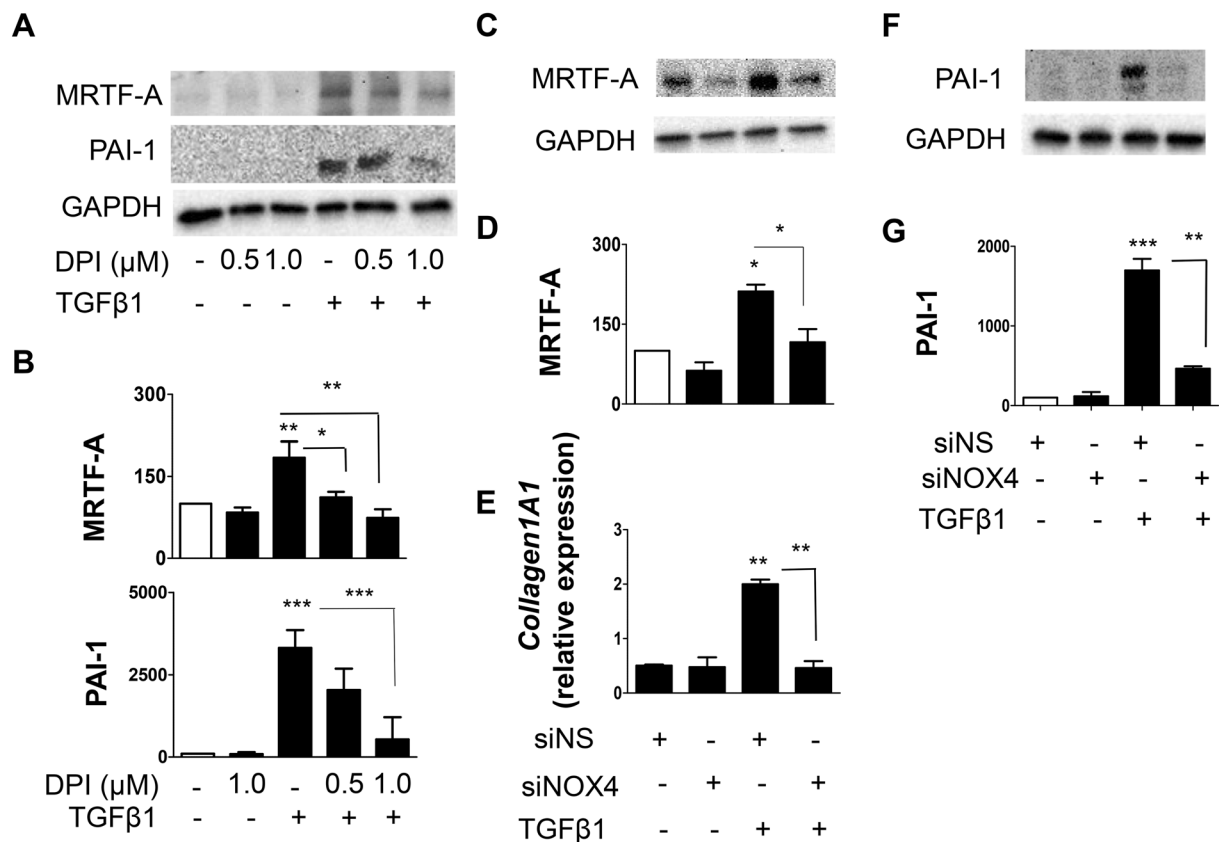 A
MRTF-A
PAI-1
GAPDH
DPI (µM) - 0.5 1.0 - 0.5 1.0
TGFβ1 - - - + + +
B
MRTF-A
300
150
0
** * **
PAI-1
5000
2500
0
*** ***
DPI (µM) - 1.0 - 0.5 1.0
TGFβ1 - - + + +
C
MRTF-A
GAPDH
D
MRTF-A
300
150
0
* *
E
Collagen1A1
(relative expression)
3
2
1
0
** **
siNS + - + -
siNOX4 - + - +
TGFβ1 - - + +
F
PAI-1
GAPDH
G
PAI-1
2000
1000
0
*** **
siNS + - + -
siNOX4 - + - +
TGFβ1 - - + +